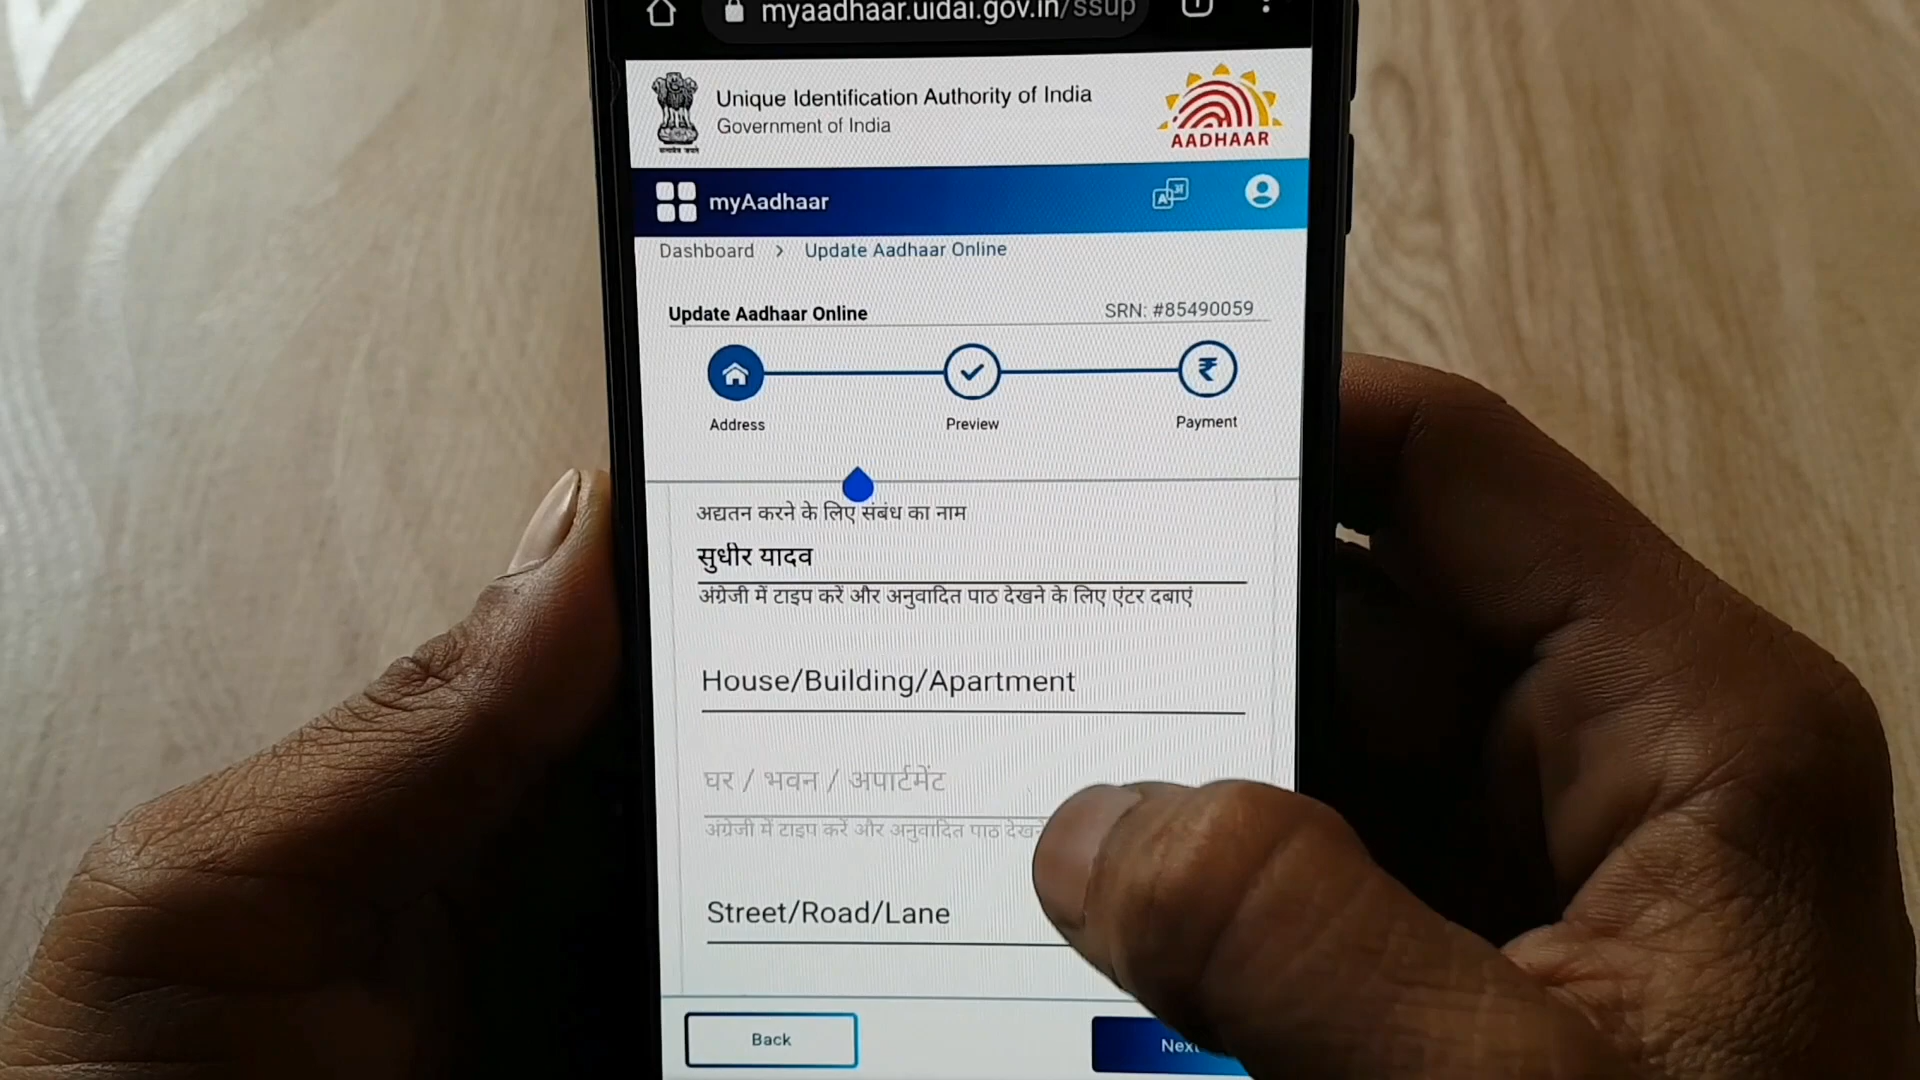 myaadhaar.uidai.gov.in/ssup
Unique Identification Authority of India
Government of India
AADHAAR
myAadhaar
Dashboard > Update Aadhaar Online
Update Aadhaar Online
SRN: #85490059
Address
Preview
Payment
अद्यतन करने के लिए संबंध का नाम
सुधीर यादव
अंग्रेजी में टाइप करें और अनुवादित पाठ देखने के लिए एंटर दबाएं
House/Building/Apartment
घर / भवन / अपार्टमेंट
अंग्रेजी में टाइप करें और अनुवादित पाठ देखने
Street/Road/Lane
Back
Next